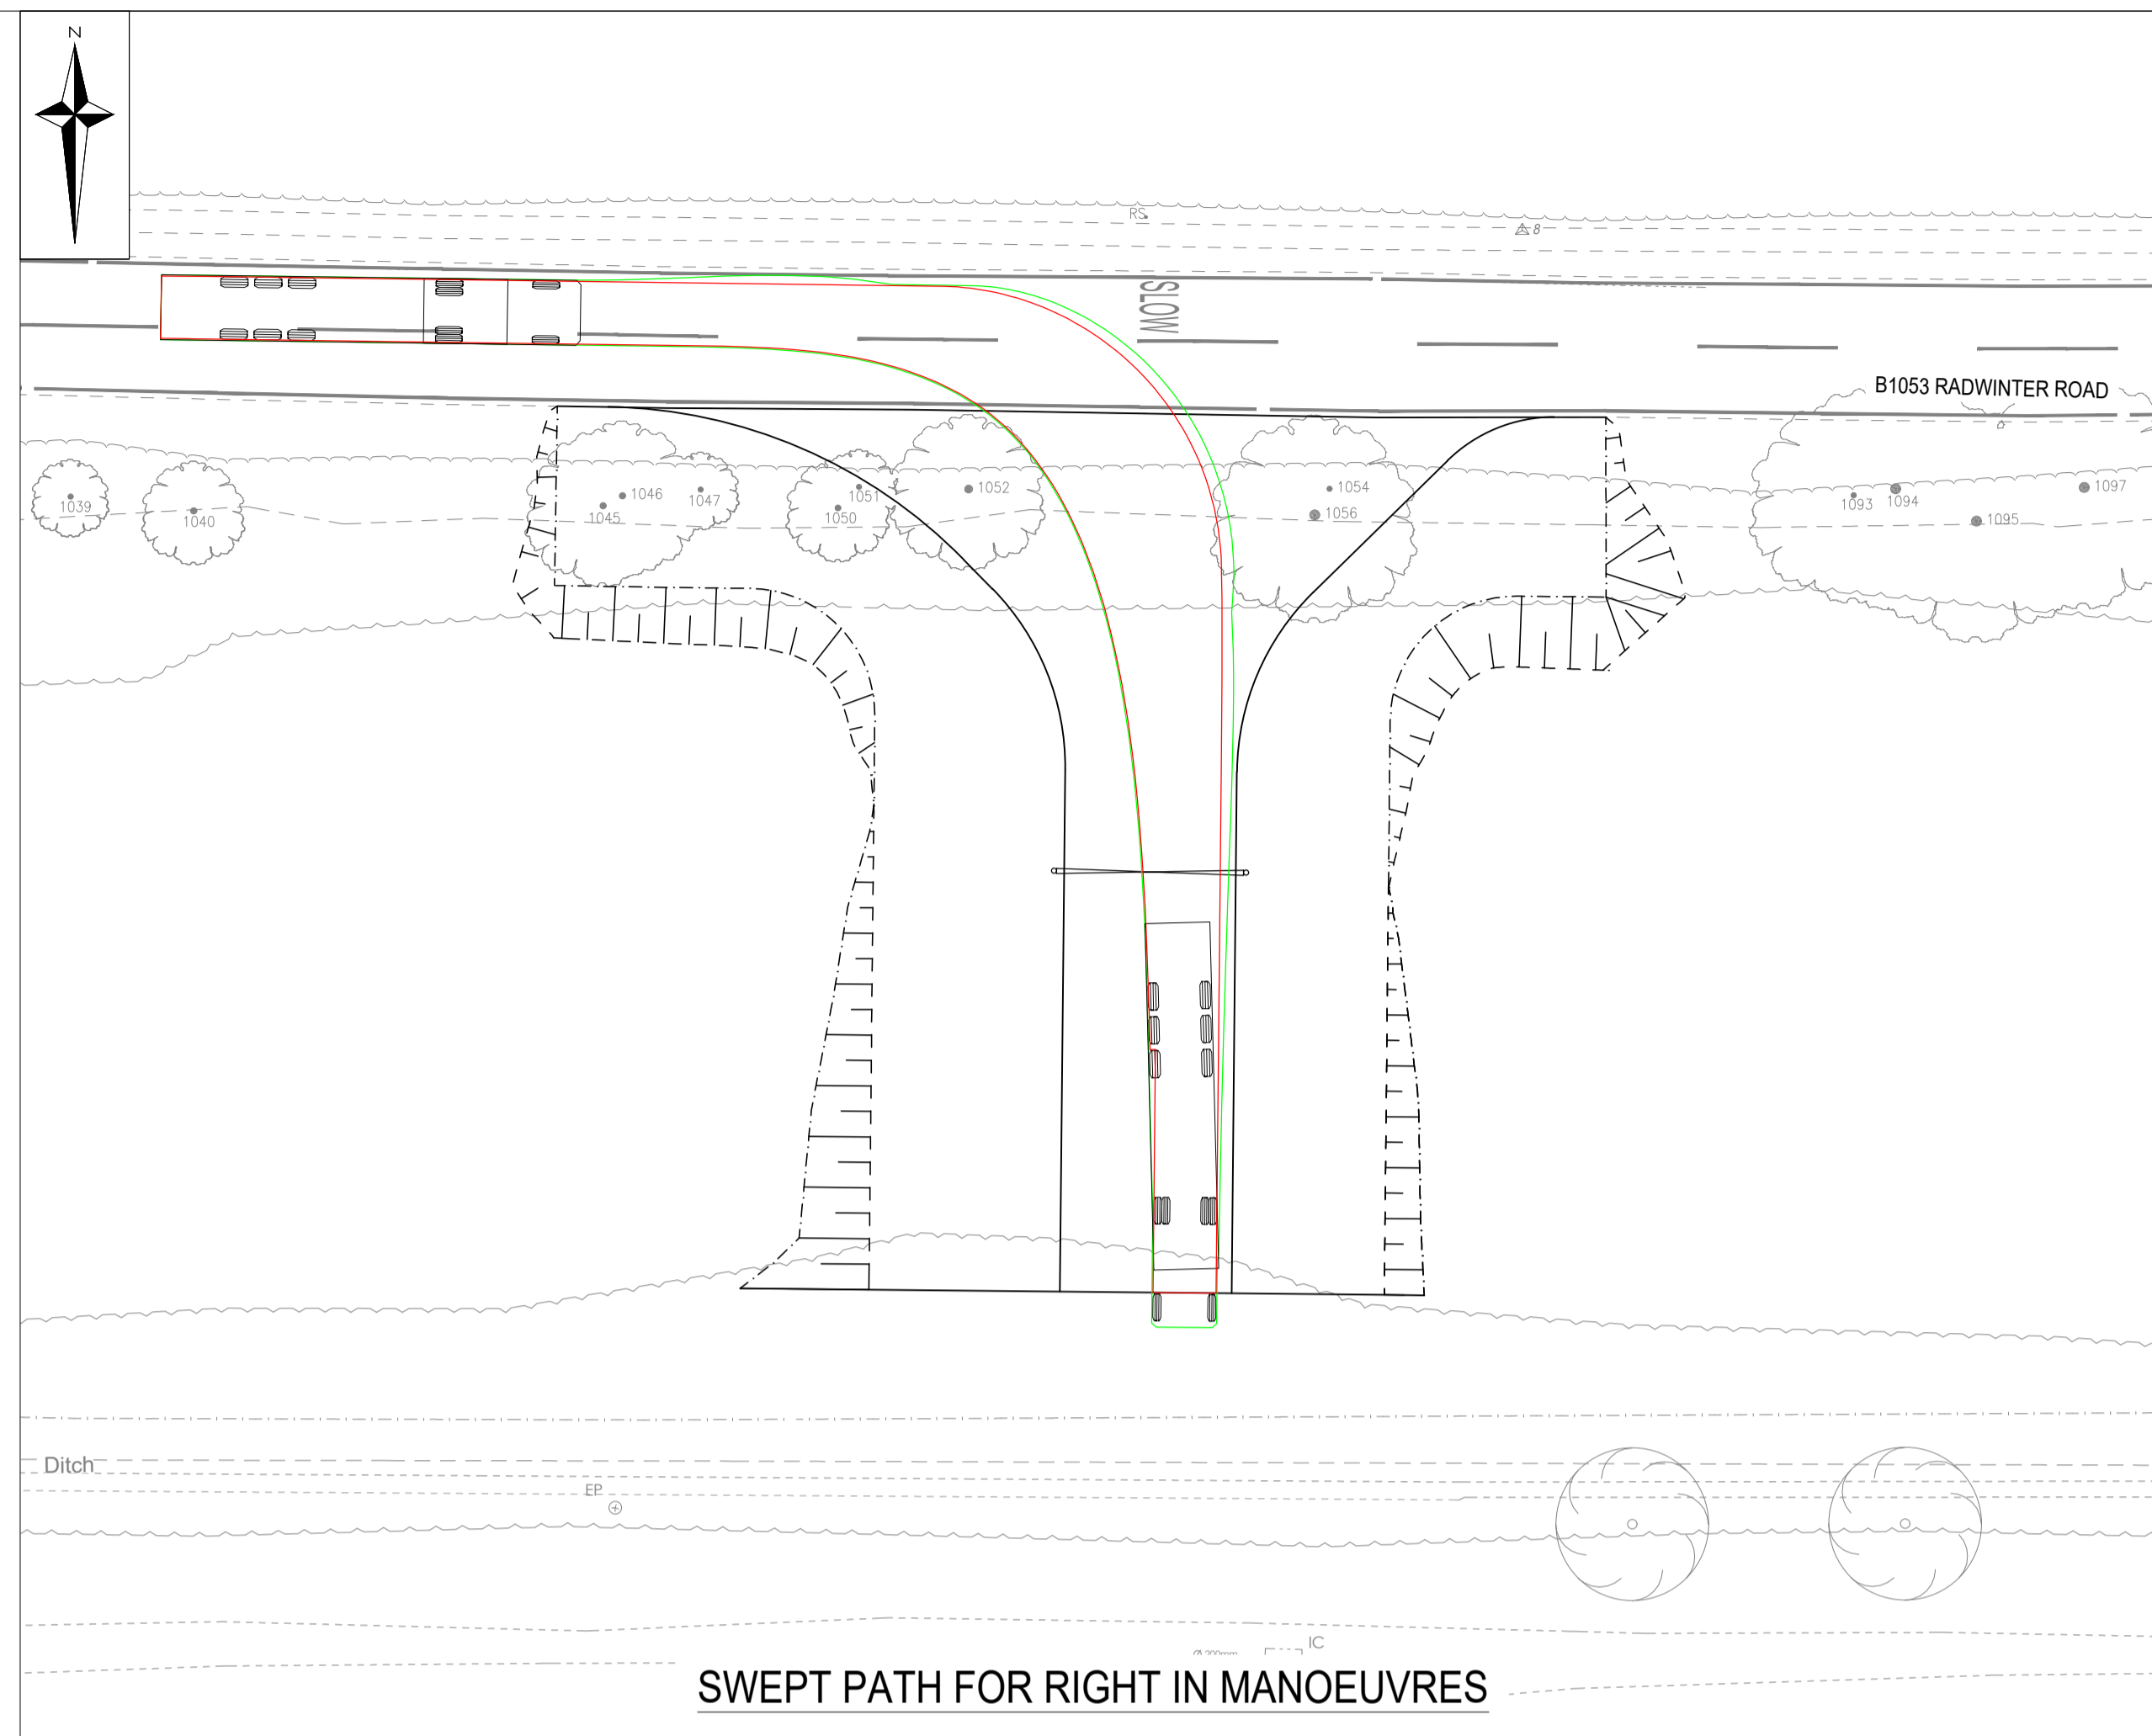 N
RS
8
SLOW
B1053 RADWINTER ROAD
1039
1040
1045
1046
1047
1050
1051
1052
1054
1056
1093
1094
1095
1097
Ditch
EP
IC
SWEPT PATH FOR RIGHT IN MANOEUVRES